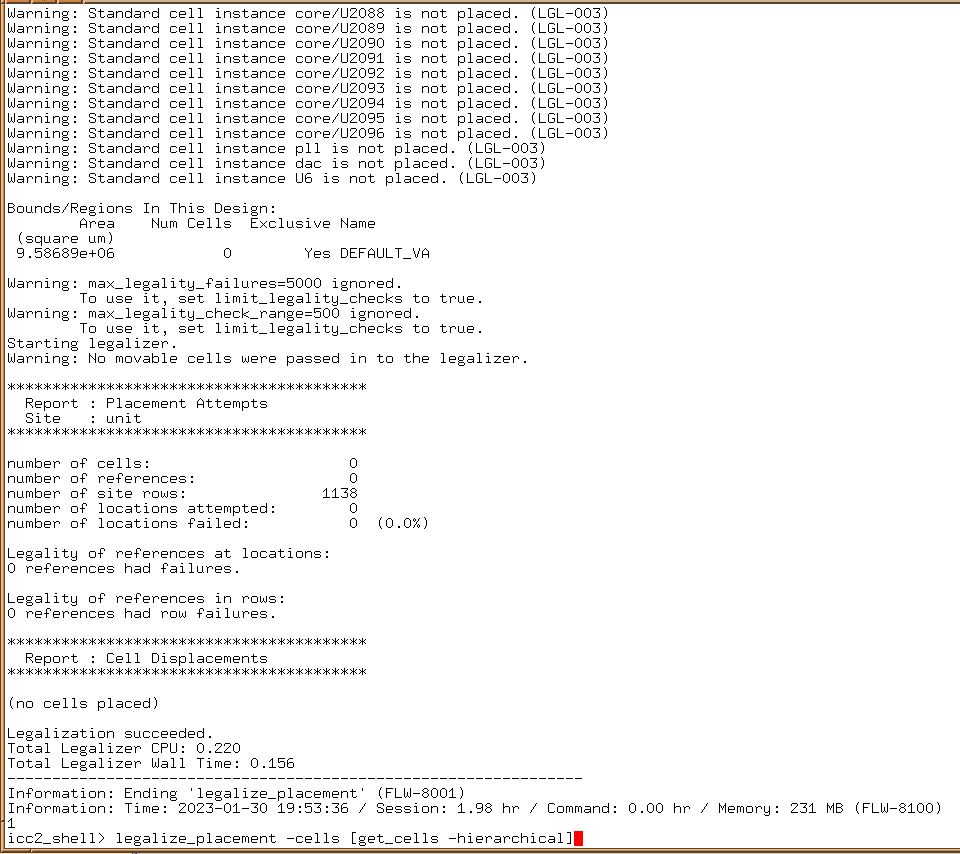 Warning: Standard cell instance core/U2088 is not placed. (LGL-003)
Warning: Standard cell instance core/U2089 is not placed. (LGL-003)
Warning: Standard cell instance core/U2090 is not placed. (LGL-003)
Warning: Standard cell instance core/U2091 is not placed. (LGL-003)
Warning: Standard cell instance core/U2092 is not placed. (LGL-003)
Warning: Standard cell instance core/U2093 is not placed. (LGL-003)
Warning: Standard cell instance core/U2094 is not placed. (LGL-003)
Warning: Standard cell instance core/U2095 is not placed. (LGL-003)
Warning: Standard cell instance core/U2096 is not placed. (LGL-003)
Warning: Standard cell instance pll is not placed. (LGL-003)
Warning: Standard cell instance dac is not placed. (LGL-003)
Warning: Standard cell instance U6 is not placed. (LGL-003)

Bounds/Regions In This Design:
        Area    Num Cells  Exclusive Name
 (square um)
 9.58689e+06            0        Yes DEFAULT_VA

Warning: max_legality_failures=5000 ignored.
        To use it, set limit_legality_checks to true.
Warning: max_legality_check_range=500 ignored.
        To use it, set limit_legality_checks to true.
Starting legalizer.
Warning: No movable cells were passed in to the legalizer.

****************************************
  Report : Placement Attempts
  Site   : unit
****************************************

number of cells:                      0
number of references:                 0
number of site rows:               1138
number of locations attempted:        0
number of locations failed:           0  (0.0%)

Legality of references at locations:
0 references had failures.

Legality of references in rows:
0 references had row failures.

****************************************
  Report : Cell Displacements
****************************************

(no cells placed)

Legalization succeeded.
Total Legalizer CPU: 0.220
Total Legalizer Wall Time: 0.156
----------------------------------------------------------------
Information: Ending 'legalize_placement' (FLW-8001)
Information: Time: 2023-01-30 19:53:36 / Session: 1.98 hr / Command: 0.00 hr / Memory: 231 MB (FLW-8100)
1
icc2_shell> legalize_placement -cells [get_cells -hierarchical]